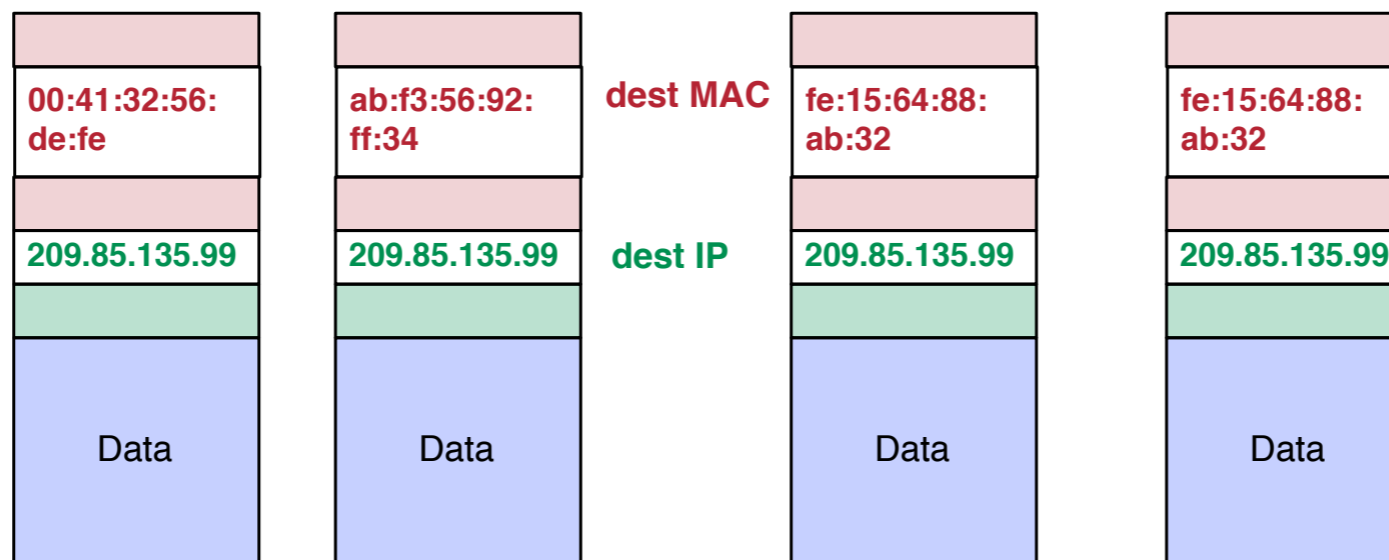 00:41:32:56:
de:fe
ab:f3:56:92:
ff:34
dest MAC
fe:15:64:88:
ab:32
fe:15:64:88:
ab:32
209.85.135.99
209.85.135.99
dest IP
209.85.135.99
209.85.135.99
Data
Data
Data
Data